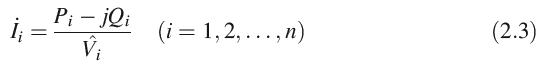 İ_i = (P_i − jQ_i) / V̂_i (i = 1, 2, . . . , n) (2.3)